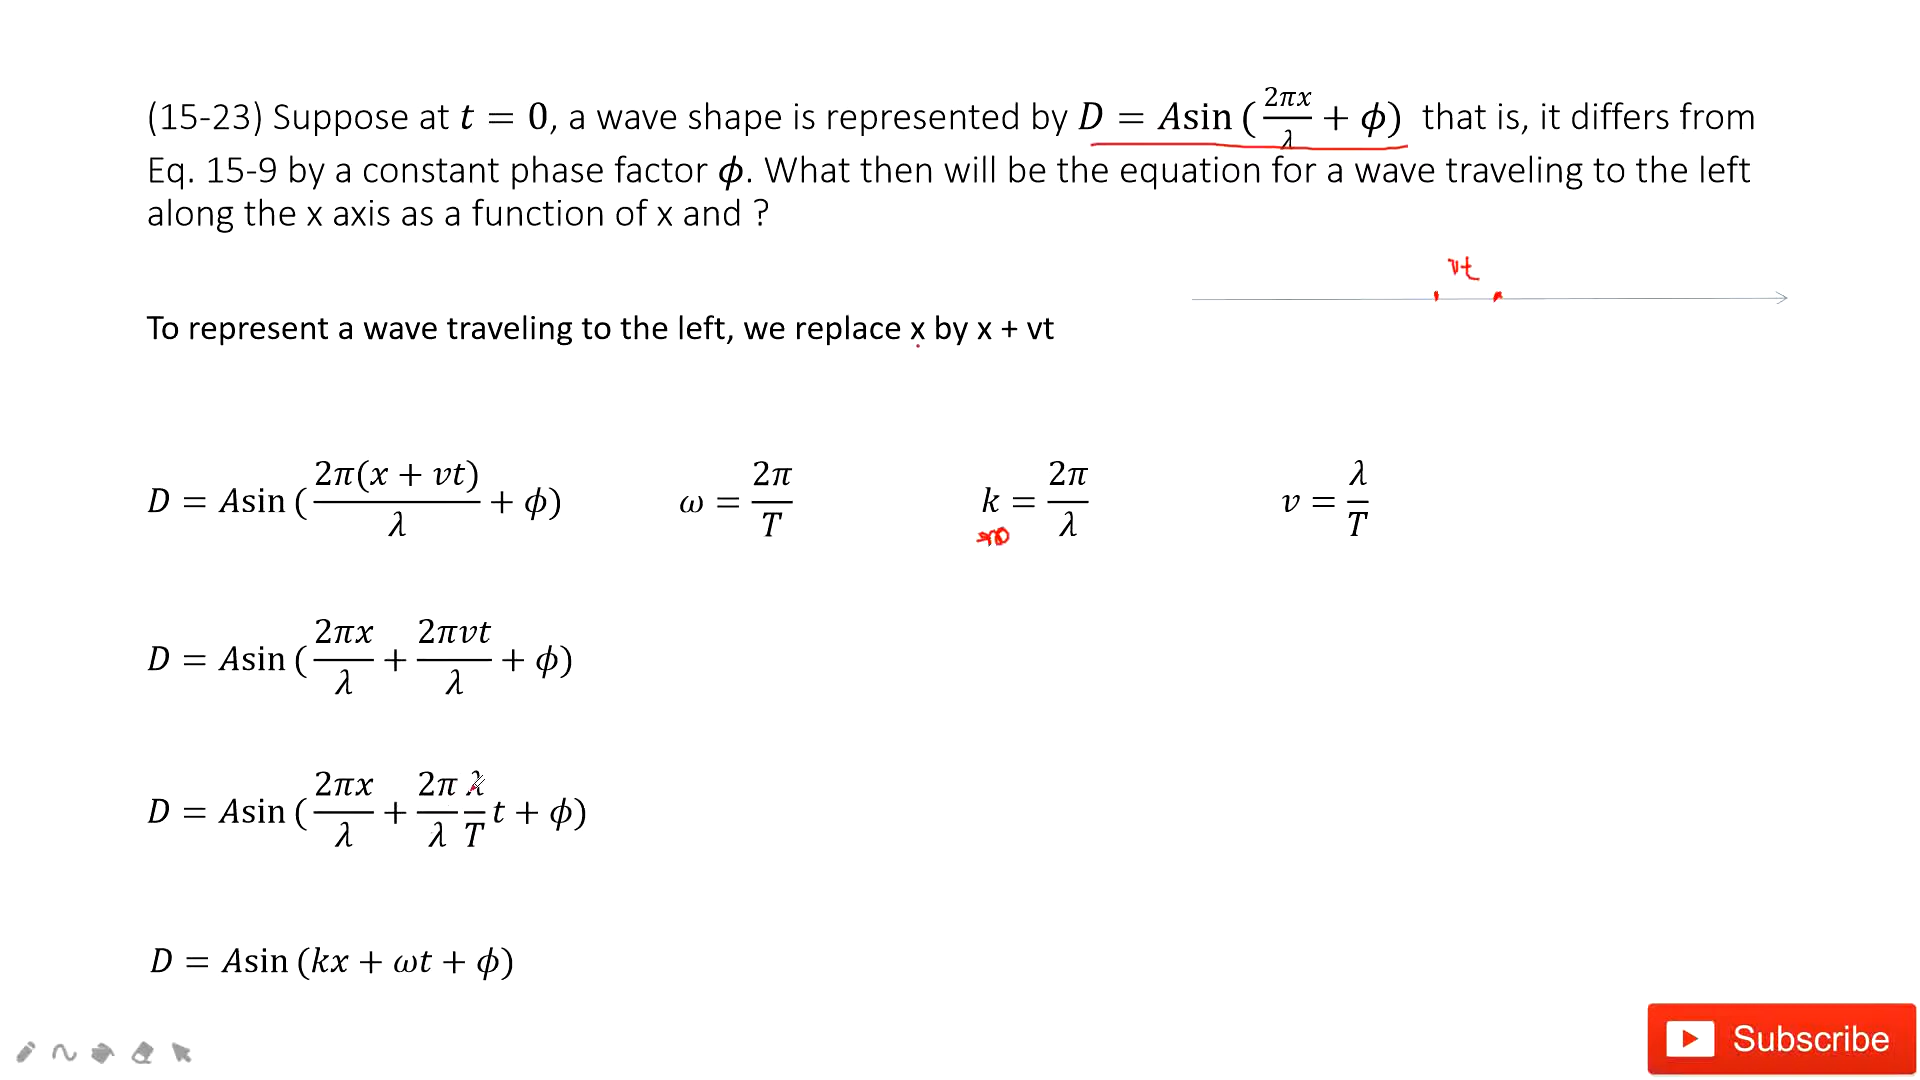 (15-23) Suppose at t = 0, a wave shape is represented by D = Asin (2πx/λ + ϕ) that is, it differs from
Eq. 15-9 by a constant phase factor ϕ. What then will be the equation for a wave traveling to the left
along the x axis as a function of x and ?
vt
To represent a wave traveling to the left, we replace x by x + vt
D = Asin (2π(x + vt)/λ + ϕ) ω = 2π/T k = 2π/λ v = λ/T
D = Asin (2πx/λ + 2πvt/λ + ϕ)
D = Asin (2πx/λ + 2π/λ λ/T t + ϕ)
D = Asin (kx + ωt + ϕ)
Subscribe